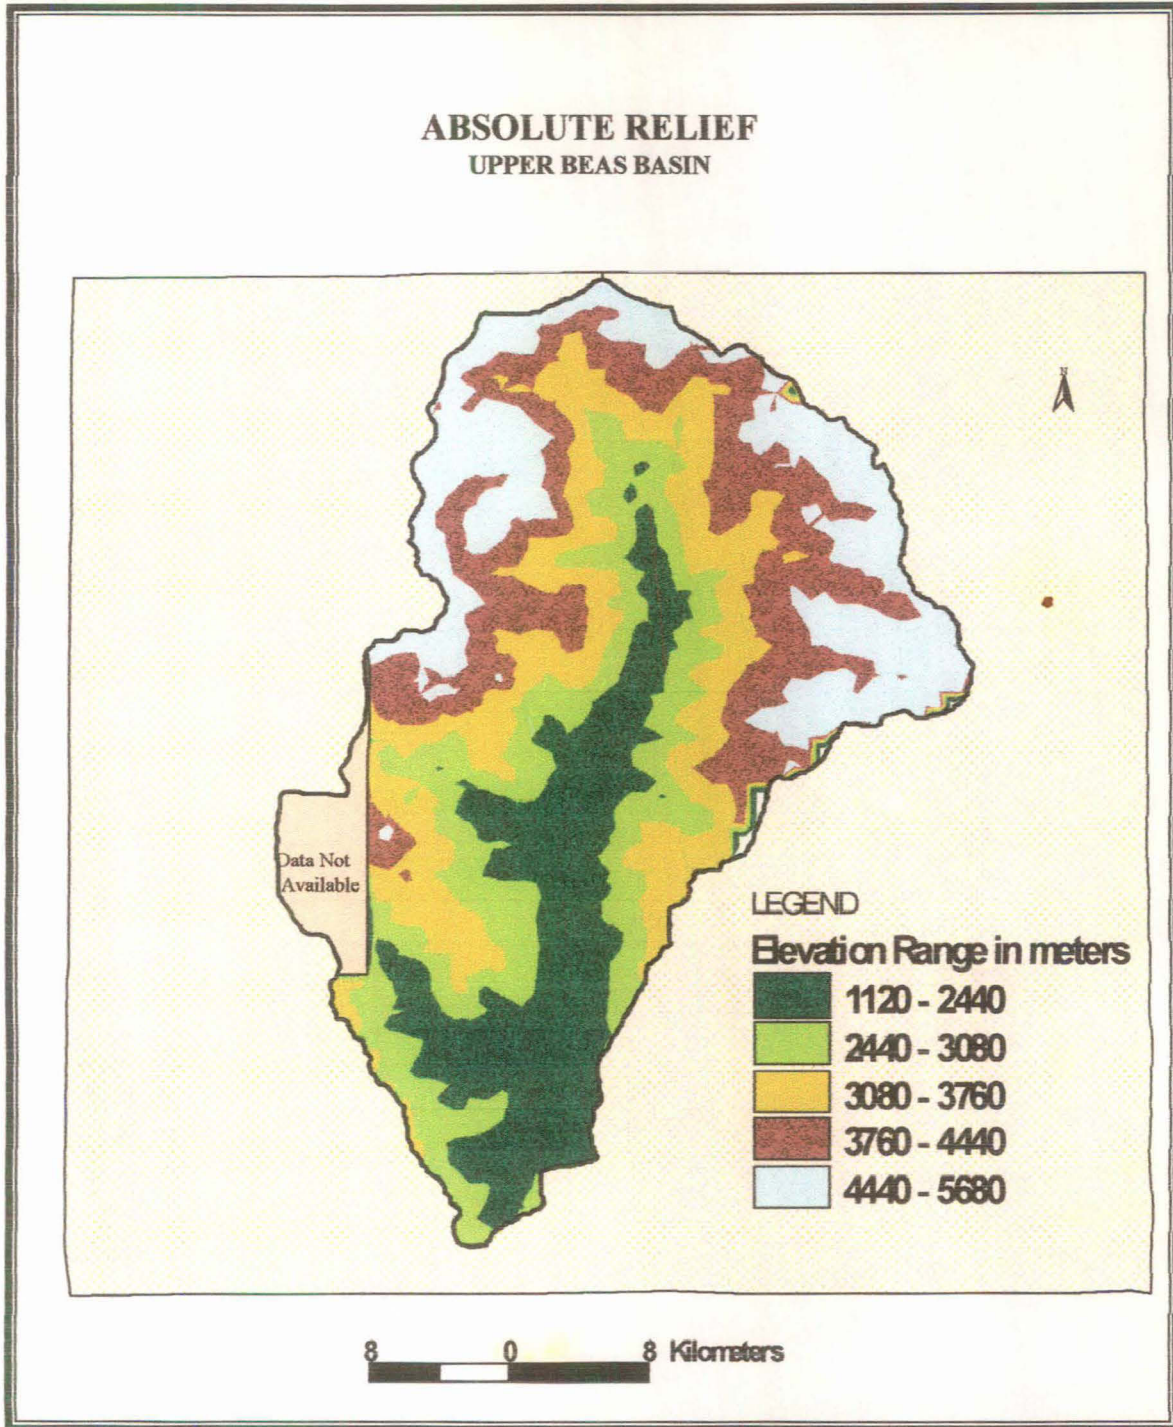 ABSOLUTE RELIEF
UPPER BEAS BASIN
N
Data Not
Available
LEGEND
Elevation Range in meters
1120 - 2440
2440 - 3080
3080 - 3760
3760 - 4440
4440 - 5680
8 0 8 Kilometers